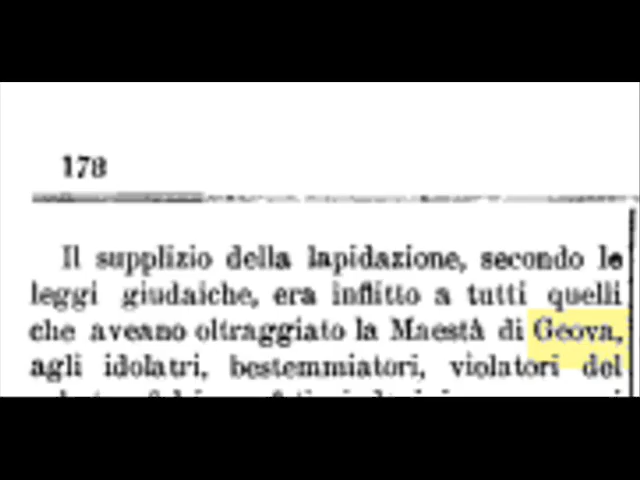 178
Il supplizio della lapidazione, secondo le
leggi giudaiche, era inflitto a tutti quelli
che aveano oltraggiato la Maestà di Geova,
agli idolatri, bestemmiatori, violatori del